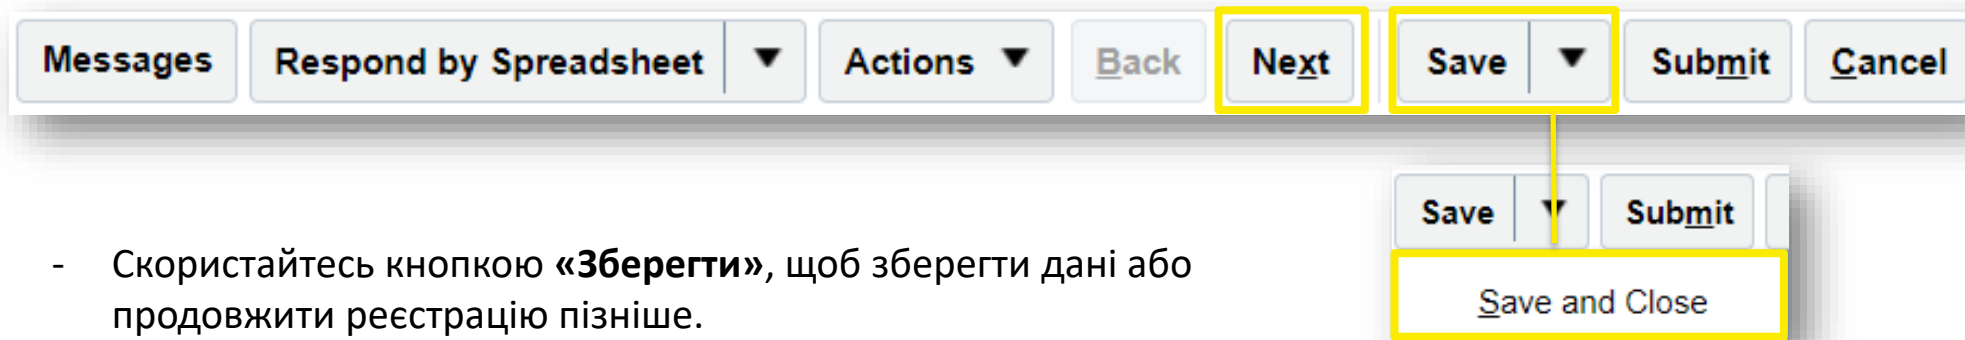 Messages Respond by Spreadsheet Actions Back Next Save Submit Cancel
Save Submit
Save and Close
- Скористайтесь кнопкою «Зберегти», щоб зберегти дані або
продовжити реєстрацію пізніше.